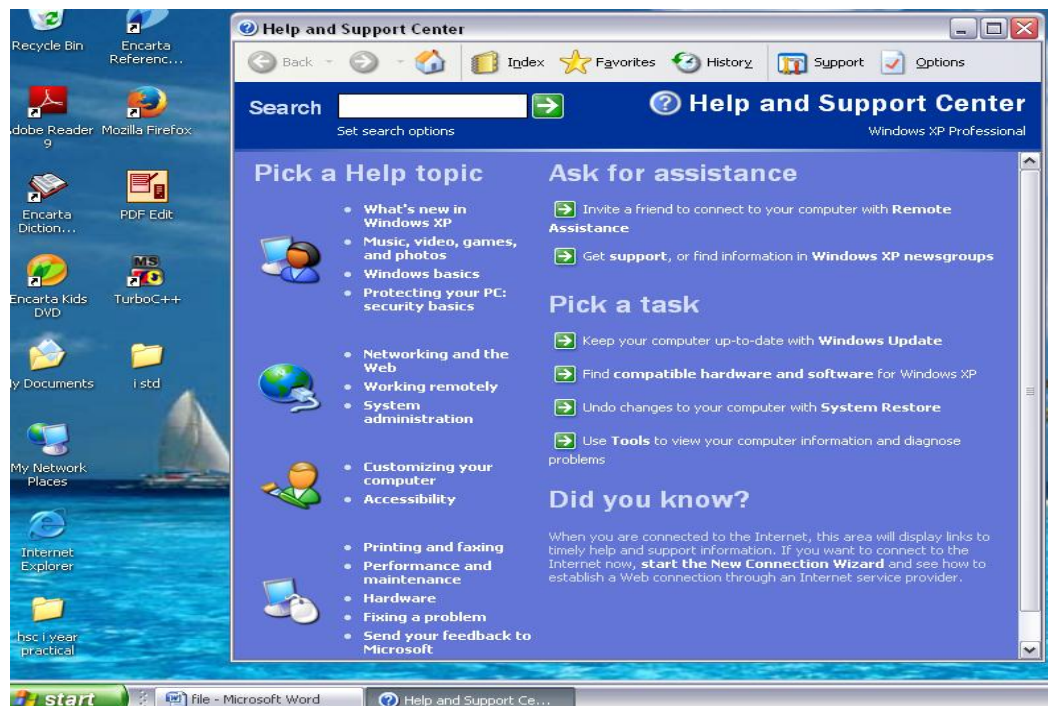 Recycle Bin
Encarta
Referenc...
dobe Reader
9
Mozilla Firefox
Encarta
Diction...
PDF Edit
Encarta Kids
DVD
MS
TurboC++
y Documents
i std
My Network
Places
Internet
Explorer
hsc i year
practical
Help and Support Center
Back
Index
Favorites
History
Support
Options
Search
Set search options
Help and Support Center
Windows XP Professional
Pick a Help topic
What's new in
Windows XP
Music, video, games,
and photos
Windows basics
Protecting your PC:
security basics
Networking and the
Web
Working remotely
System
administration
Customizing your
computer
Accessibility
Printing and faxing
Performance and
maintenance
Hardware
Fixing a problem
Send your feedback to
Microsoft
Ask for assistance
Invite a friend to connect to your computer with Remote
Assistance
Get support, or find information in Windows XP newsgroups
Pick a task
Keep your computer up-to-date with Windows Update
Find compatible hardware and software for Windows XP
Undo changes to your computer with System Restore
Use Tools to view your computer information and diagnose
problems
Did you know?
When you are connected to the Internet, this area will display links to
timely help and support information. If you want to connect to the
Internet now, start the New Connection Wizard and see how to
establish a Web connection through an Internet service provider.
start
file - Microsoft Word
Help and Support Ce...